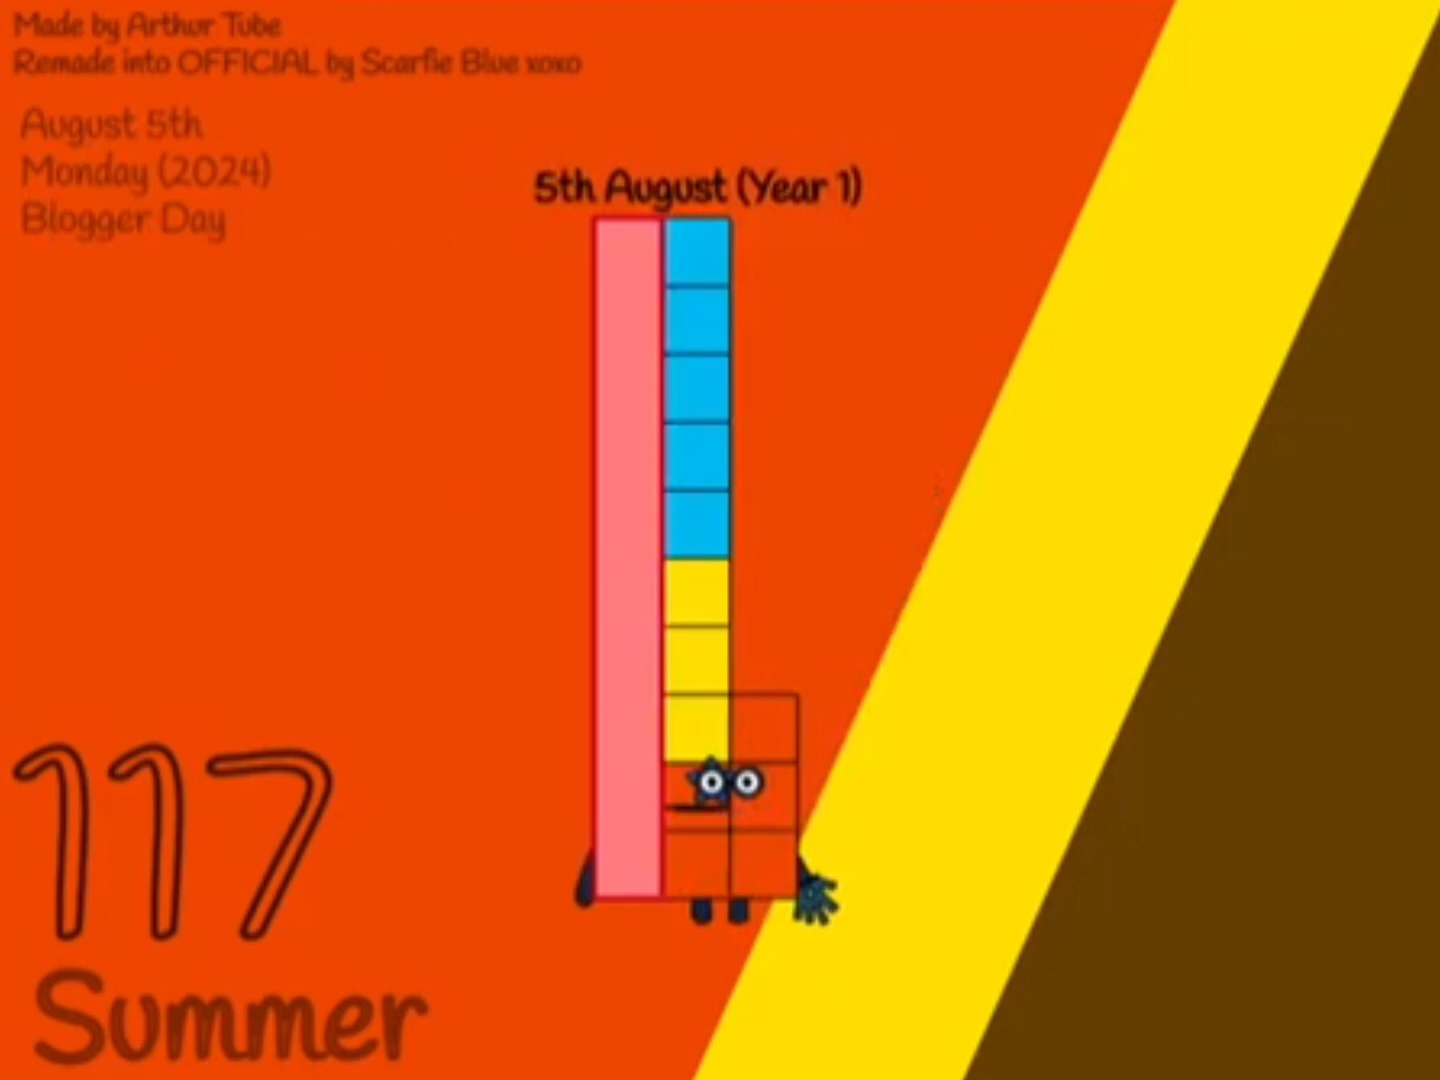 Made by Arthur Tube
Remade into OFFICIAL by Scarfie Blue xoxo
August 5th
Monday (2024)
Blogger Day
5th August (Year 1)
117
Summer